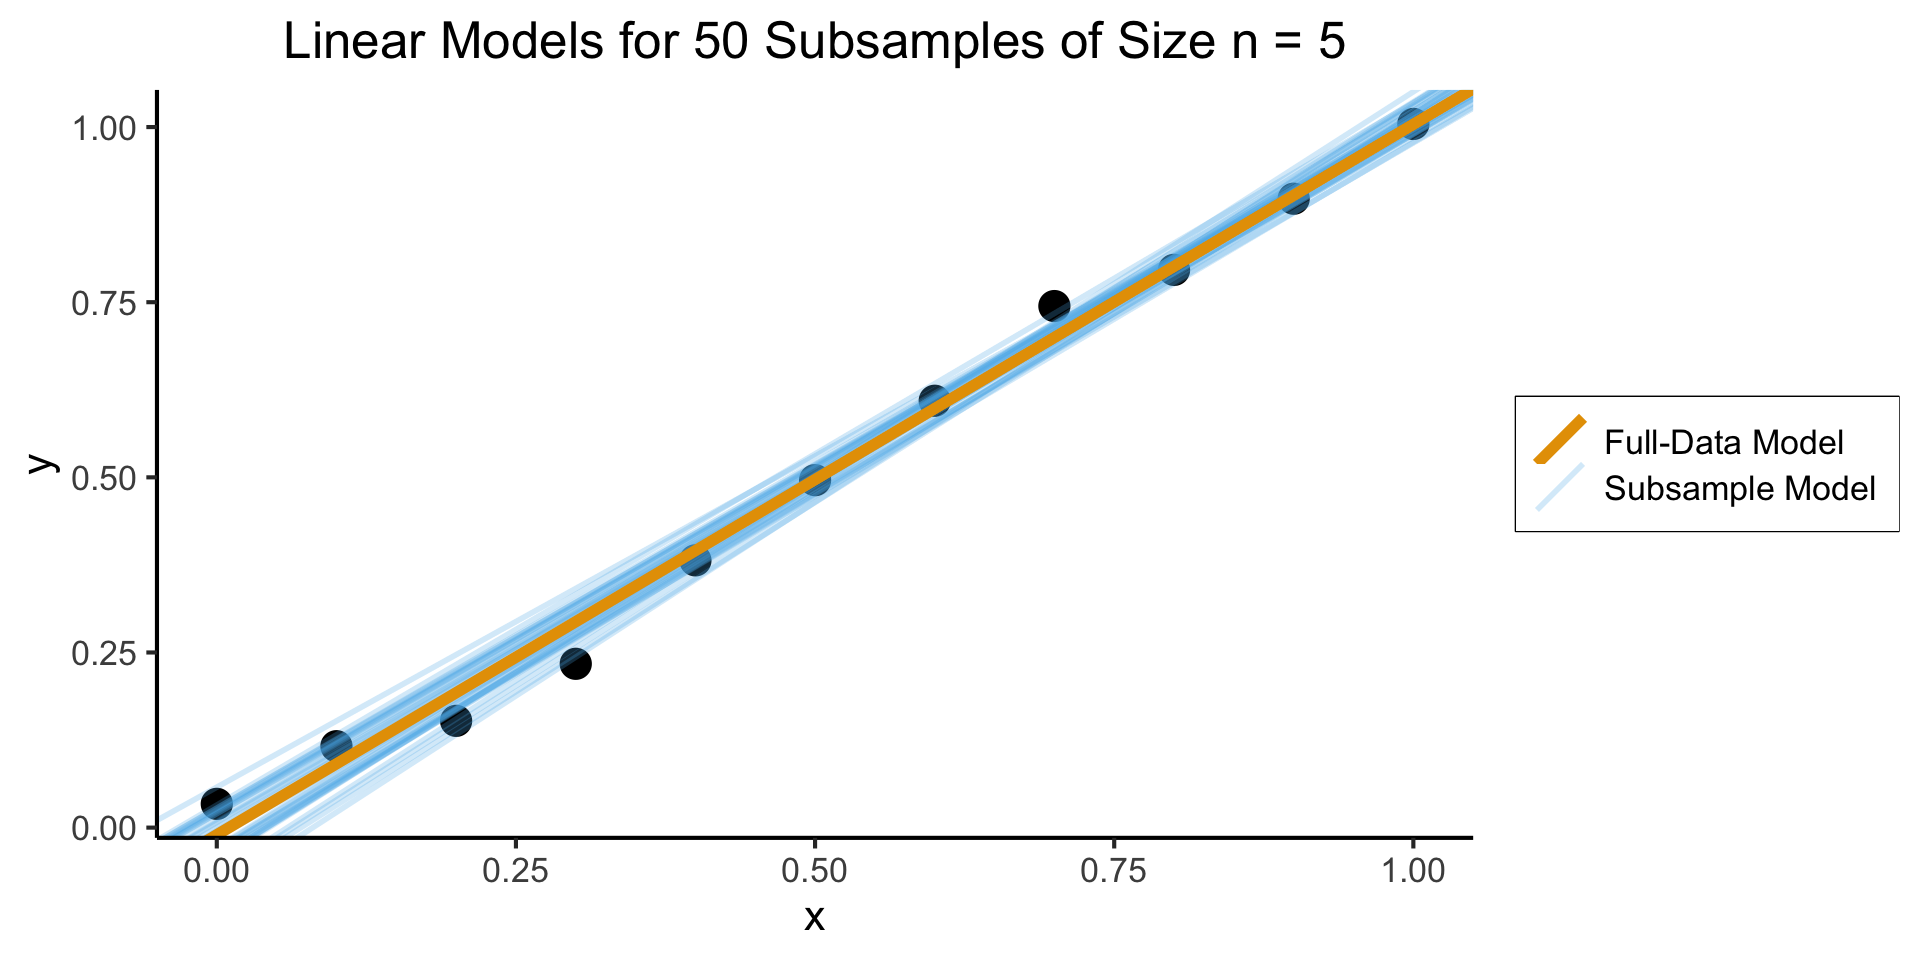 Linear Models for 50 Subsamples of Size n = 5
1.00
0.75
0.50
0.25
0.00
y
0.00 0.25 0.50 0.75 1.00
x
Full-Data Model
Subsample Model